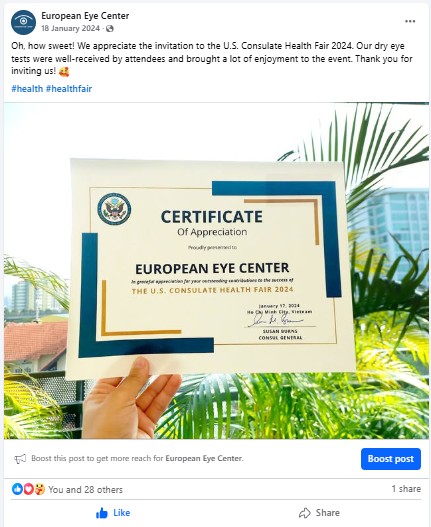 European Eye Center
18 January 2024 ·
Oh, how sweet! We appreciate the invitation to the U.S. Consulate Health Fair 2024. Our dry eye
tests were well-received by attendees and brought a lot of enjoyment to the event. Thank you for
inviting us! 🥰
#health #healthfair
CERTIFICATE
Of Appreciation
Proudly presented to
EUROPEAN EYE CENTER
In grateful appreciation for your outstanding contributions to the success of
THE U.S. CONSULATE HEALTH FAIR 2024
January 17, 2024
Ho Chi Minh City, Vietnam
SUSAN BURNS
CONSUL GENERAL
Boost this post to get more reach for European Eye Center.
Boost post
You and 28 others
1 share
Like
Share